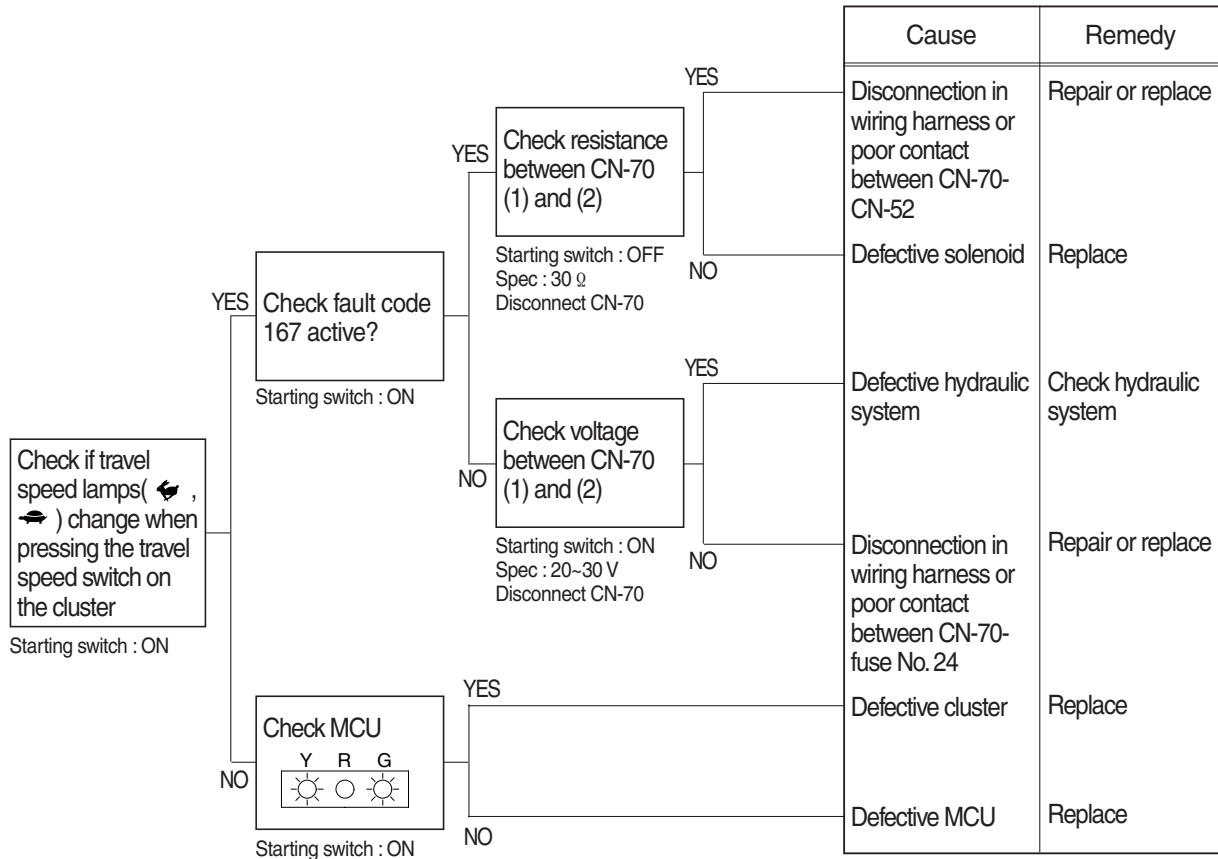 Cause
Remedy
YES
Disconnection in
wiring harness or
poor contact
between CN-70-
CN-52
Repair or replace
YES
Check resistance
between CN-70
(1) and (2)
Starting switch : OFF
Spec : 30 Ω
Disconnect CN-70
NO
Defective solenoid
Replace
YES
Check fault code
167 active?
Starting switch : ON
YES
Defective hydraulic
system
Check hydraulic
system
NO
Check voltage
between CN-70
(1) and (2)
Starting switch : ON
Spec : 20~30 V
Disconnect CN-70
NO
Disconnection in
wiring harness or
poor contact
between CN-70-
fuse No. 24
Repair or replace
Check if travel
speed lamps( ,
) change when
pressing the travel
speed switch on
the cluster
Starting switch : ON
YES
Defective cluster
Replace
NO
Check MCU
Y R G
Starting switch : ON
NO
Defective MCU
Replace